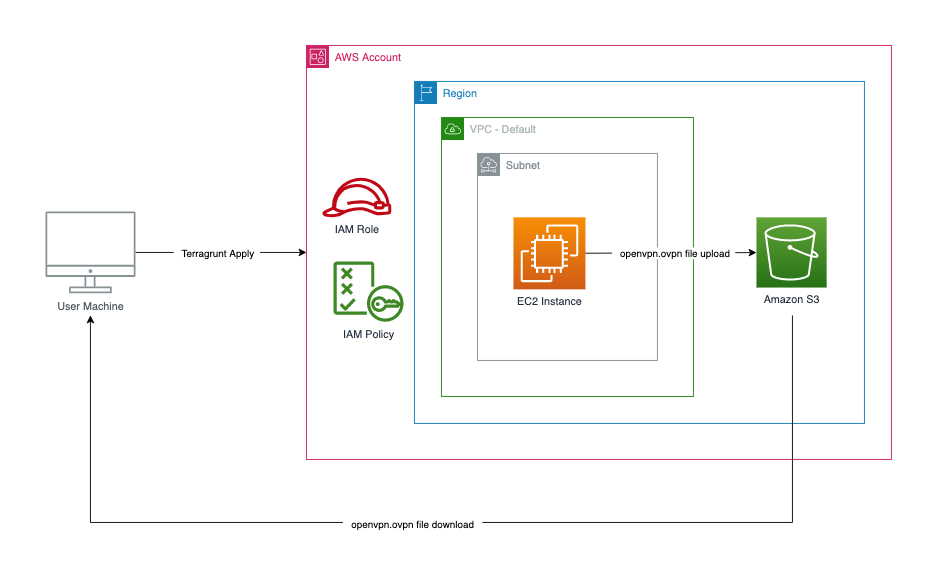 AWS Account
Region
VPC - Default
Subnet
IAM Role
Terragrunt Apply
openvpn.ovpn file upload
User Machine
EC2 Instance
Amazon S3
IAM Policy
openvpn.ovpn file download